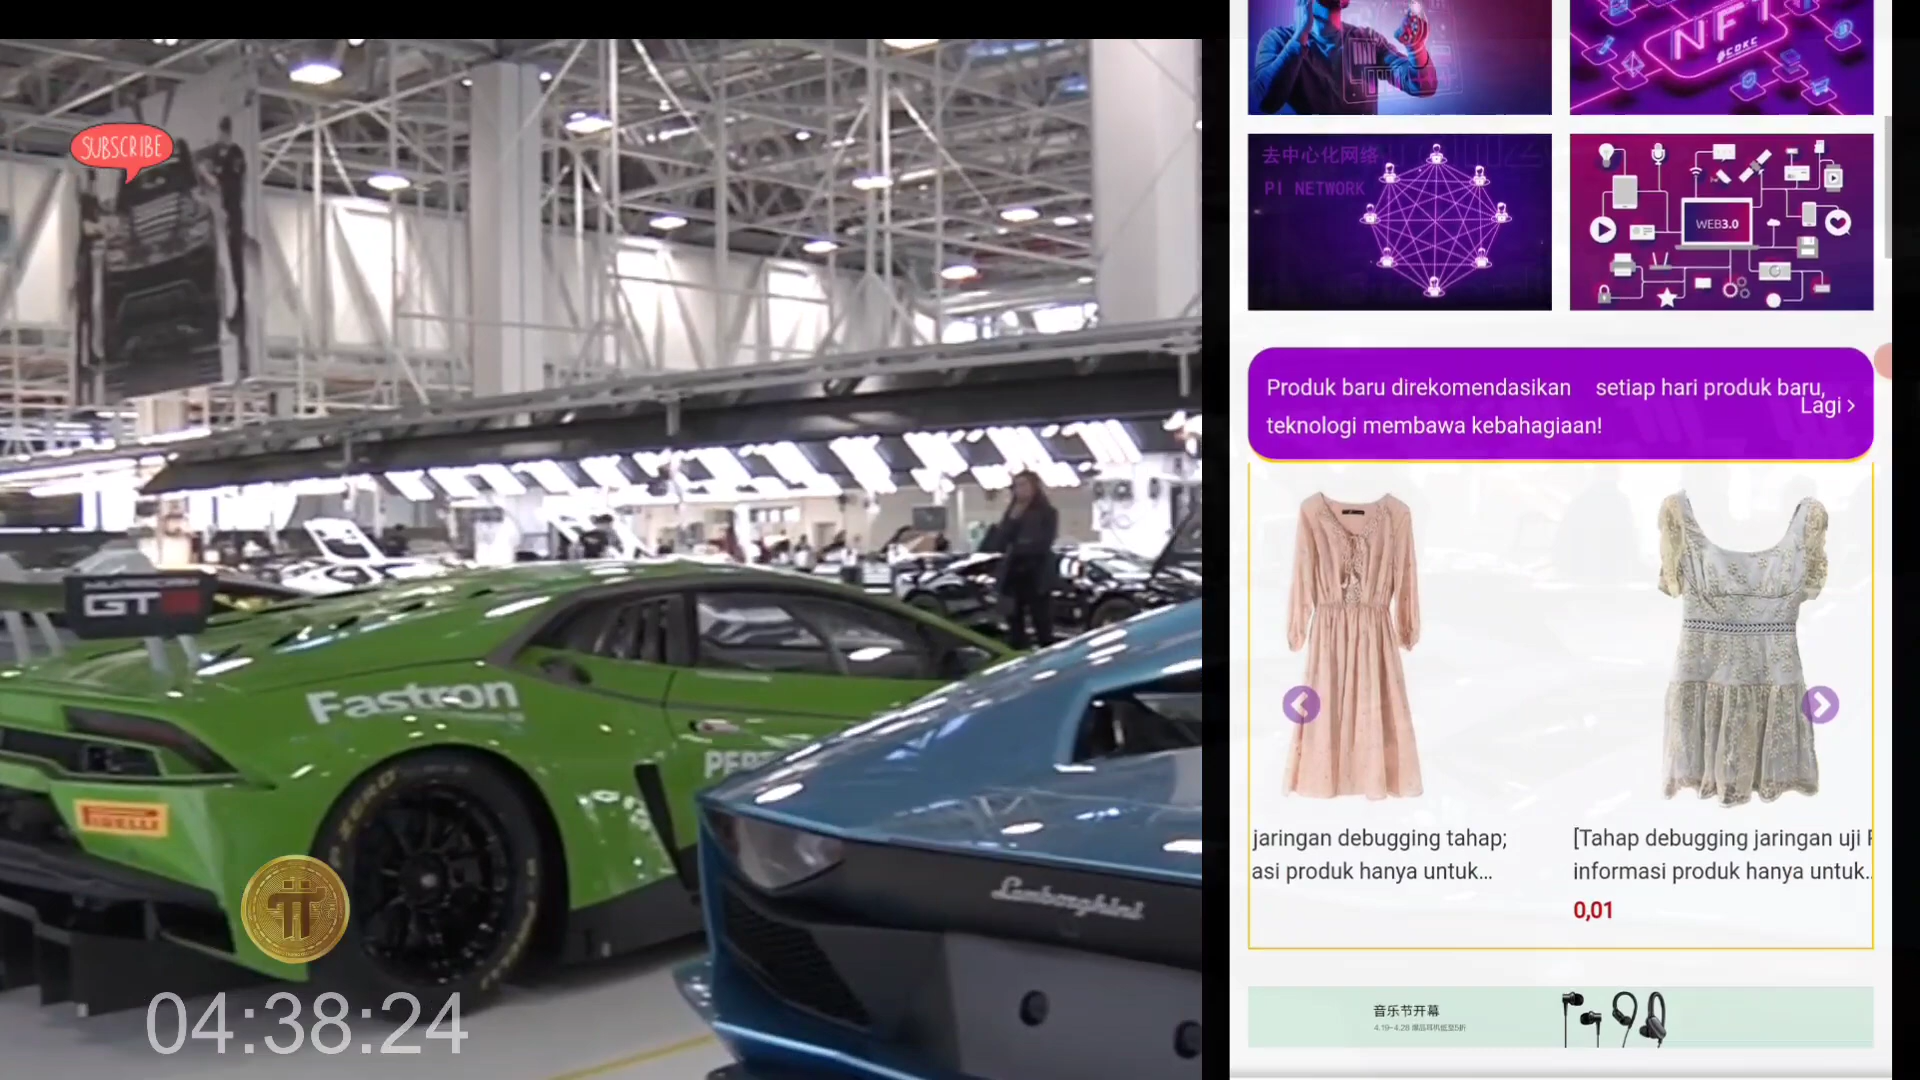 SUBSCRIBE
GT3
Fastron
PIRELLI
Lamborghini
04:38:24
NFT
去中心化网络
PI NETWORK
WEB3.0
Produk baru direkomendasikan setiap hari produk baru,
Lagi >
teknologi membawa kebahagiaan!
jaringan debugging tahap;
asi produk hanya untuk...
[Tahap debugging jaringan uji
informasi produk hanya untuk..
0,01
音乐节开幕